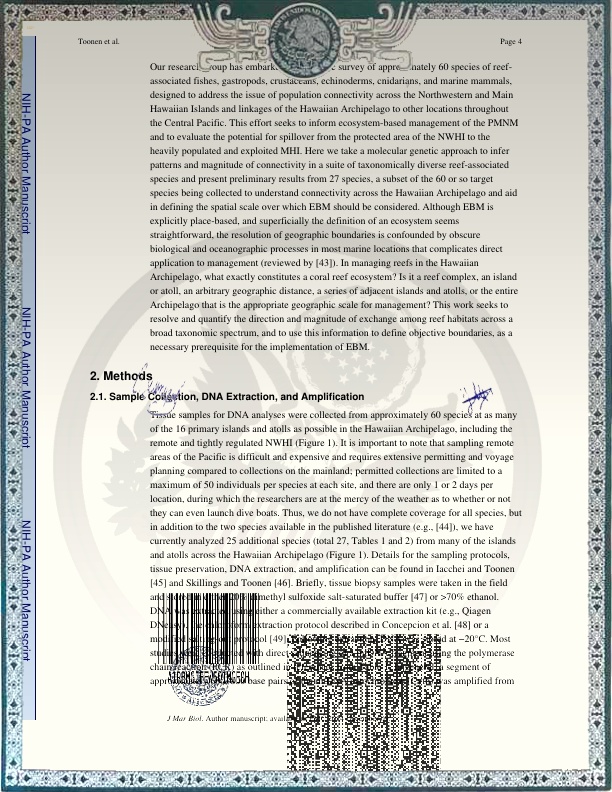 Toonen et al.
Page 4
Our research group has survey of approximately 60 species of reef-
associated fishes, gastropods, crustaceans, echinoderms, cnidarians, and marine mammals,
designed to address the issue of population connectivity across the Northwestern and Main
Hawaiian Islands and linkages of the Hawaiian Archipelago to other locations throughout
the Central Pacific. This effort seeks to inform ecosystem-based management of the PMNM
and to evaluate the potential for spillover from the protected area of the NWHI to the
heavily populated and exploited MHI. Here we take a molecular genetic approach to infer
patterns and magnitude of connectivity in a suite of taxonomically diverse reef-associated
species and present preliminary results from 27 species, a subset of the 60 or so target
species being collected to understand connectivity across the Hawaiian Archipelago and aid
in defining the spatial scale over which EBM should be considered. Although EBM is
explicitly place-based, and superficially the definition of an ecosystem seems
straightforward, the resolution of geographic boundaries is confounded by obscure
biological and oceanographic processes in most marine locations that complicates direct
application to management (reviewed by [43]). In managing reefs in the Hawaiian
Archipelago, what exactly constitutes a coral reef ecosystem? Is it a reef complex, an island
or atoll, an arbitrary geographic distance, a series of adjacent islands and atolls, or the entire
Archipelago that is the appropriate geographic scale for management? This work seeks to
resolve and quantify the direction and magnitude of exchange among reef habitats across a
broad taxonomic spectrum, and to use this information to define objective boundaries, as a
necessary prerequisite for the implementation of EBM.
2. Methods
2.1. Sample Collection, DNA Extraction, and Amplification
Tissue samples for DNA analyses were collected from approximately 60 species at as many
of the 16 primary islands and atolls as possible in the Hawaiian Archipelago, including the
remote and tightly regulated NWHI (Figure 1). It is important to note that sampling remote
areas of the Pacific is difficult and expensive and requires extensive permitting and voyage
planning compared to collections on the mainland; permitted collections are limited to a
maximum of 50 individuals per species at each site, and there are only 1 or 2 days per
location, during which the researchers are at the mercy of the weather as to whether or not
they can even launch dive boats. Thus, we do not have complete coverage for all species, but
in addition to the two species available in the published literature (e.g., [44]), we have
currently analyzed 25 additional species (total 27, Tables 1 and 2) from many of the islands
and atolls across the Hawaiian Archipelago (Figure 1). Details for the sampling protocols,
tissue preservation, DNA extraction, and amplification can be found in Iacchei and Toonen
[45] and Skillings and Toonen [46]. Briefly, tissue biopsy samples were taken in the field
and dimethyl sulfoxide salt-saturated buffer [47] or >70% ethanol.
DNA was using either a commercially available extraction kit (e.g., Qiagen
extraction protocol described in Concepcion et al. [48] or a
protocol [49] at −20°C. Most
with direct the polymerase
chain reaction (PCR) as outlined in segment of
base pairs was amplified from
J Mar Biol. Author manuscript;
NIH-PA Author Manuscript
NIH-PA Author Manuscript
NIH-PA Author Manuscript